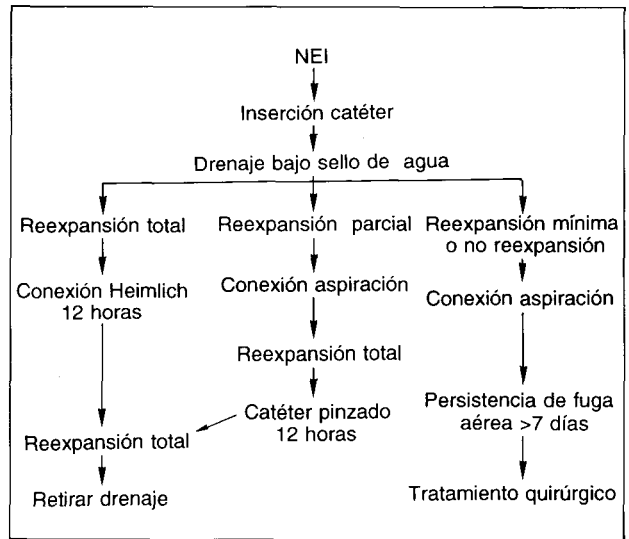 NEI
Inserción catéter
Drenaje bajo sello de agua
Reexpansión total
Conexión Heimlich
12 horas
Reexpansión total
Retirar drenaje
Reexpansión parcial
Conexión aspiración
Reexpansión total
Catéter pinzado
12 horas
Reexpansión mínima
o no reexpansión
Conexión aspiración
Persistencia de fuga
aérea >7 días
Tratamiento quirúrgico